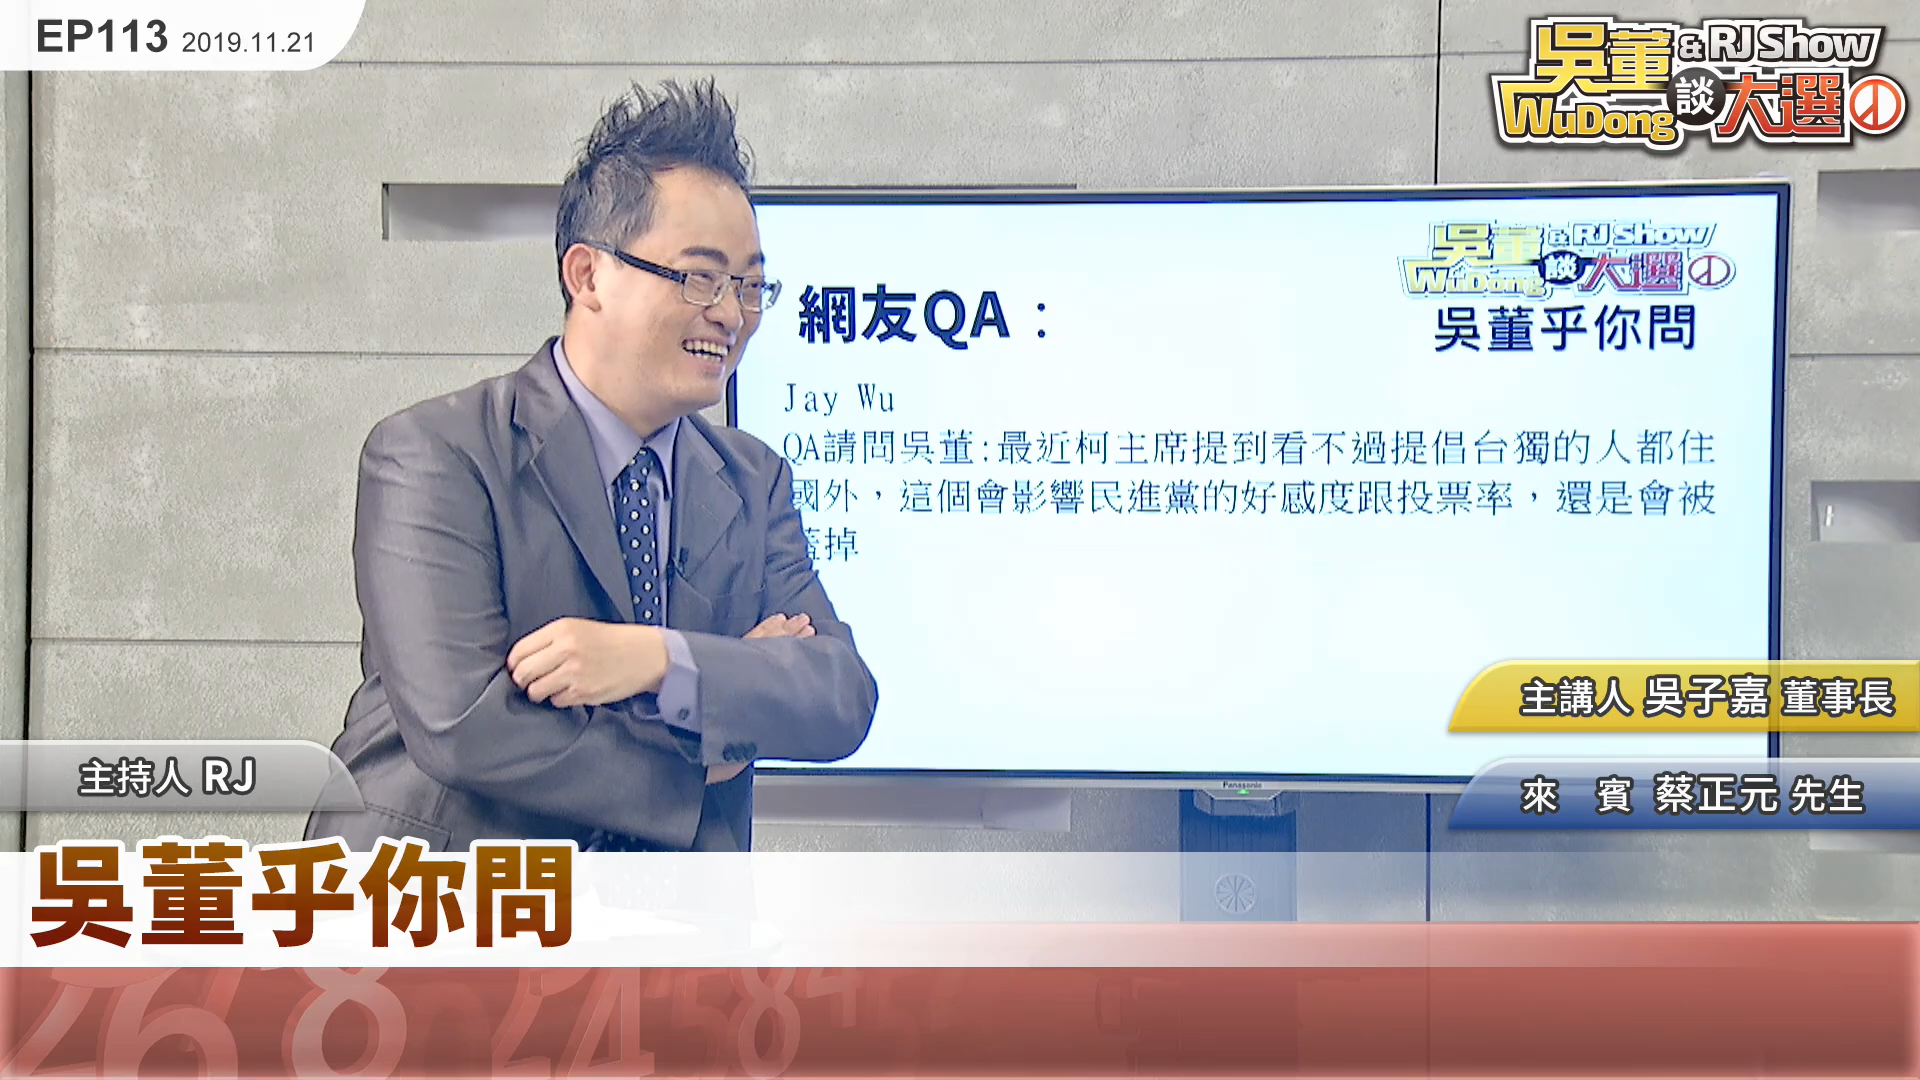 EP113 2019.11.21
吳董 & RJ Show
WuDong 談 大選
吳董 & RJ Show
WuDong 談 大選
網友QA：
吳董乎你問
Jay Wu
QA請問吳董:最近柯主席提到看不過提倡台獨的人都住
國外，這個會影響民進黨的好感度跟投票率，還是會被
蓋掉
主講人 吳子嘉 董事長
主持人 RJ
來賓 蔡正元 先生
Panasonic
吳董乎你問